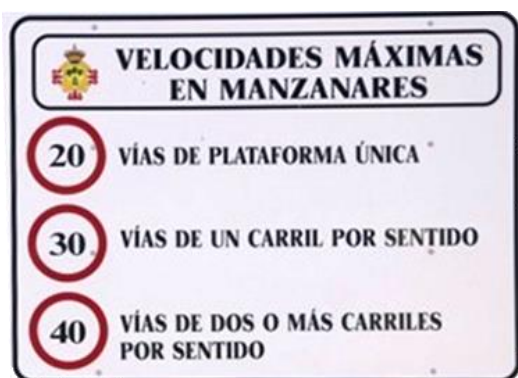 VELOCIDADES MÁXIMAS
EN MANZANARES
20 VÍAS DE PLATAFORMA ÚNICA
30 VÍAS DE UN CARRIL POR SENTIDO
40 VÍAS DE DOS O MÁS CARRILES
POR SENTIDO